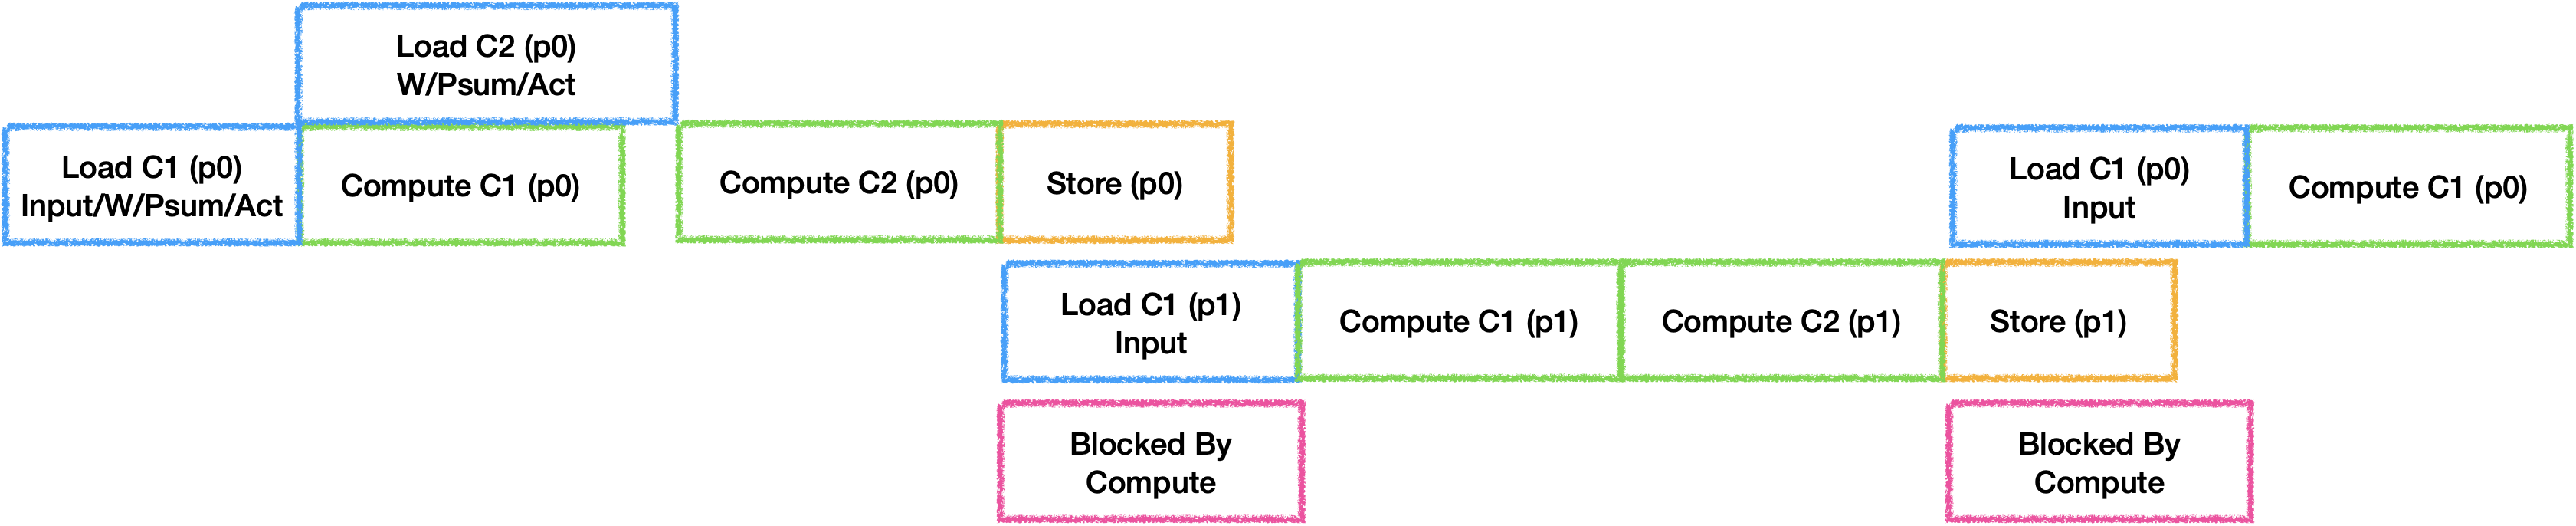 Load C2 (p0)
W/Psum/Act
Load C1 (p0)
Input/W/Psum/Act
Compute C1 (p0)
Compute C2 (p0)
Store (p0)
Load C1 (p0)
Input
Compute C1 (p0)
Load C1 (p1)
Input
Compute C1 (p1)
Compute C2 (p1)
Store (p1)
Blocked By
Compute
Blocked By
Compute